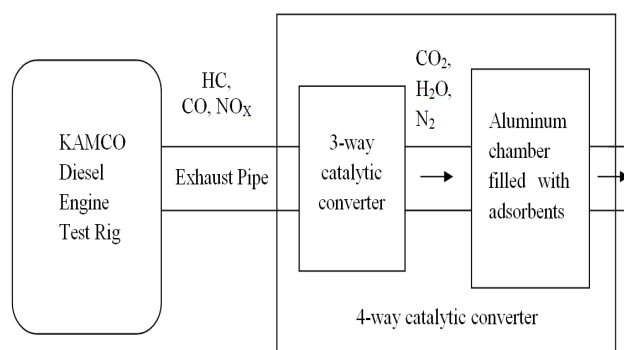 KAMCO
Diesel
Engine
Test Rig
HC,
CO, NOX
Exhaust Pipe
3-way
catalytic
converter
CO2,
H2O,
N2
Aluminum
chamber
filled with
adsorbents
4-way catalytic converter